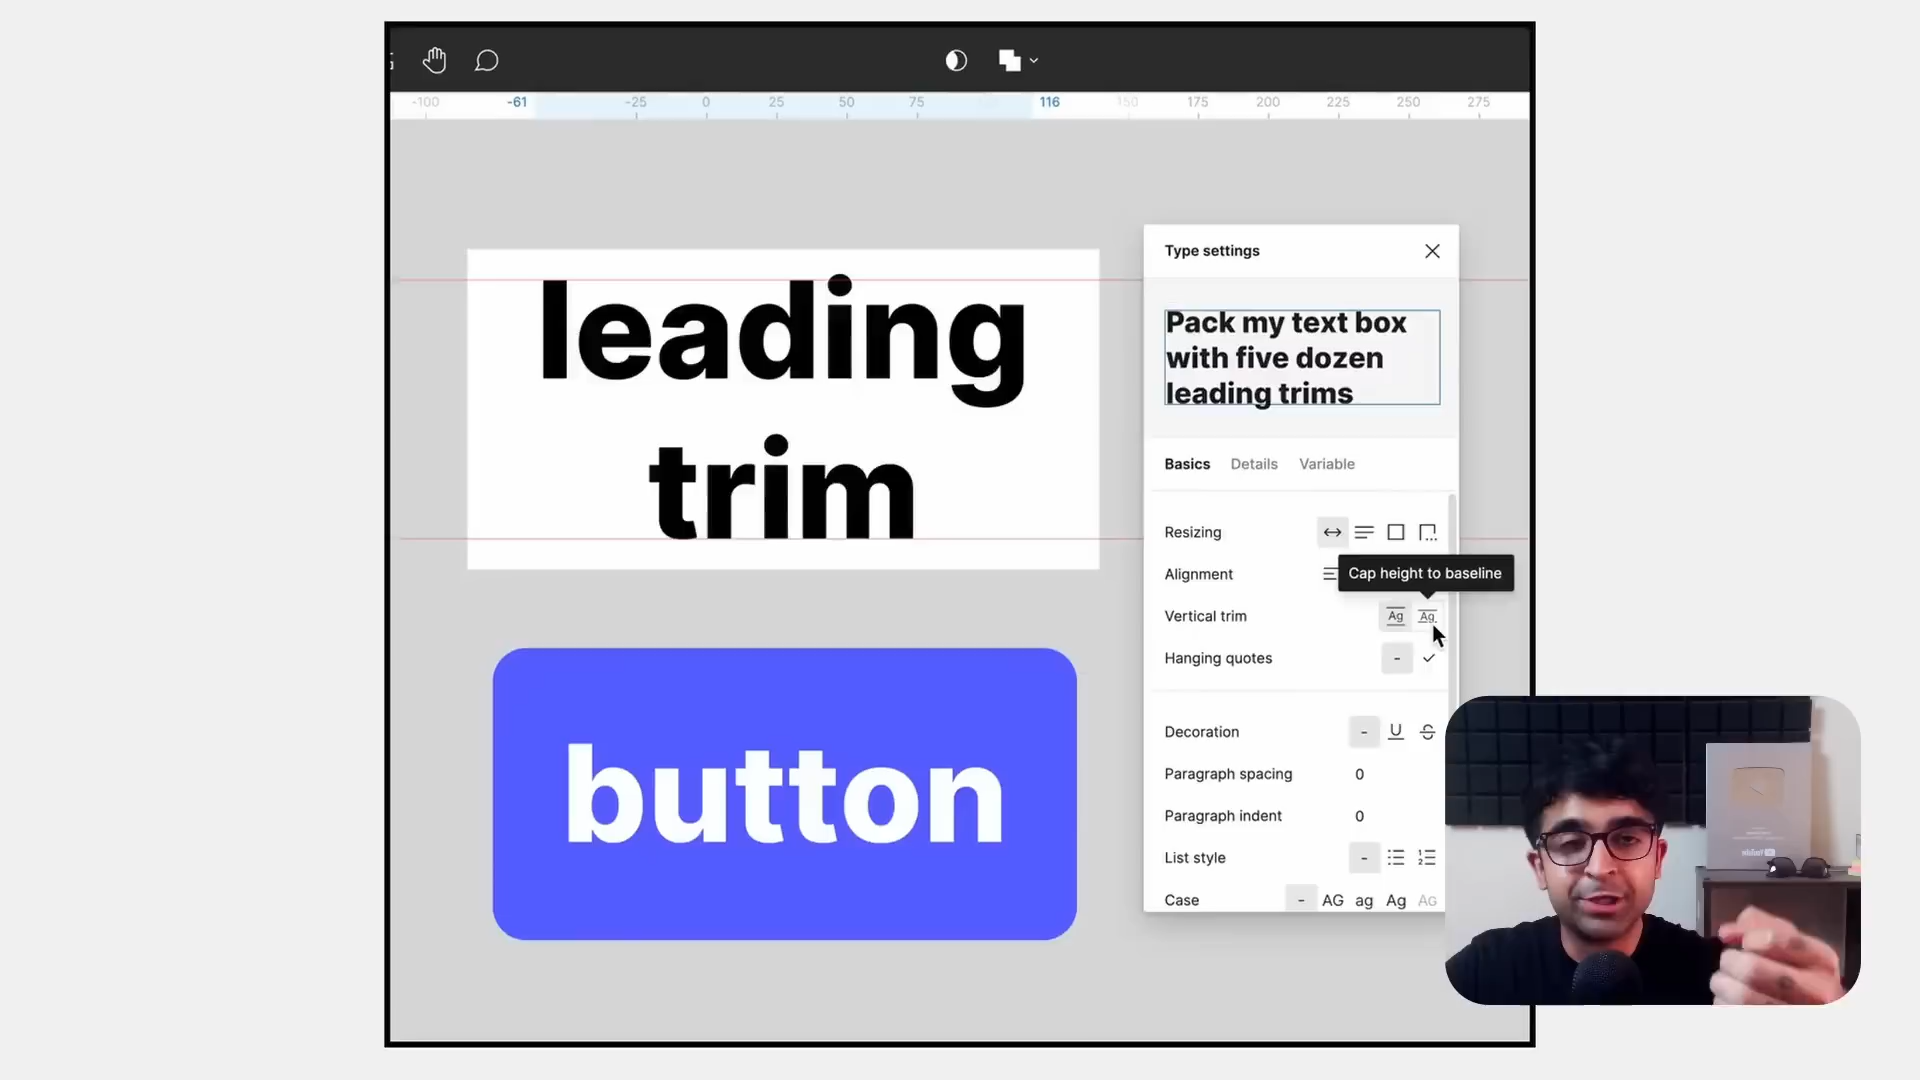 -100 -61 -25 0 25 50 75 116 150 175 200 225 250 275
leading
trim
button
Type settings
Pack my text box
with five dozen
leading trims
Basics Details Variable
Resizing
Alignment
Cap height to baseline
Vertical trim Ag Ag
Hanging quotes -
Decoration - U S
Paragraph spacing 0
Paragraph indent 0
List style -
Case - AG ag Ag AG